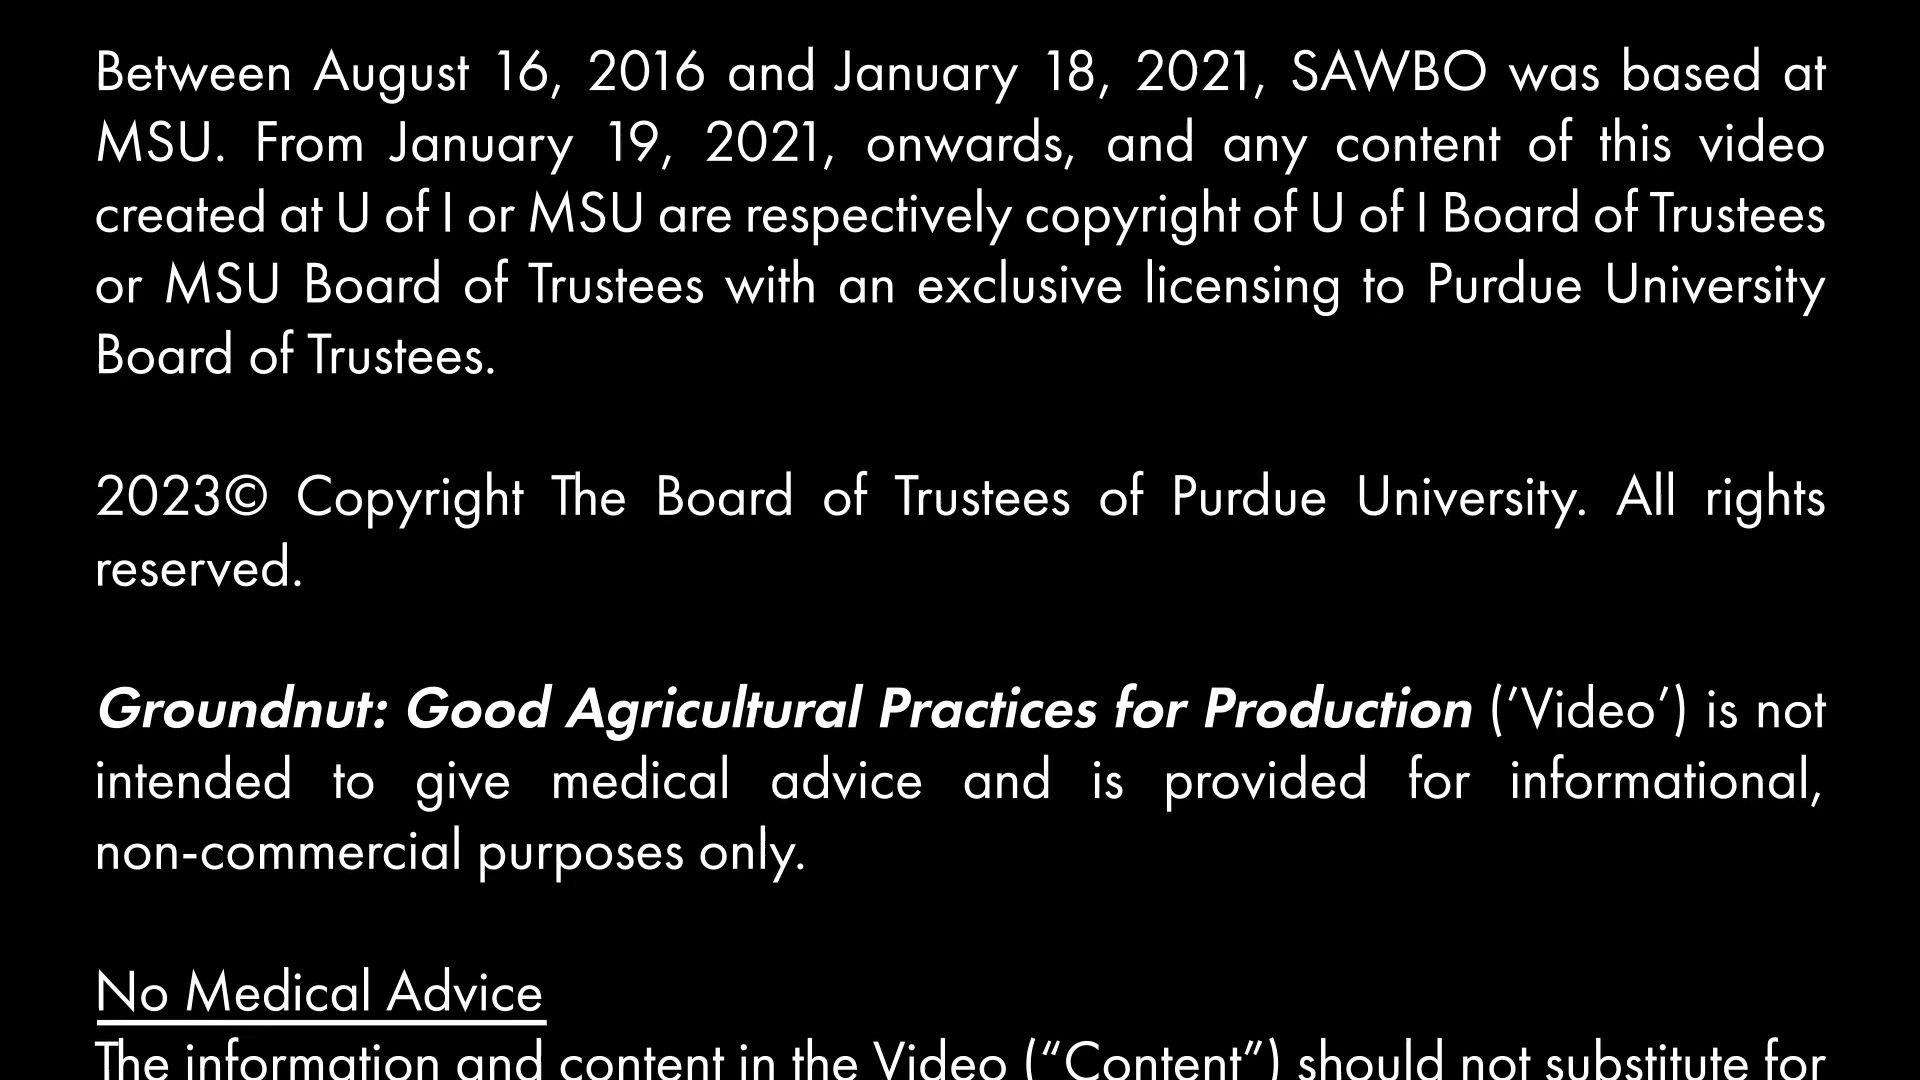 Between August 16, 2016 and January 18, 2021, SAWBO was based at
MSU. From January 19, 2021, onwards, and any content of this video
created at U of I or MSU are respectively copyright of U of I Board of Trustees
or MSU Board of Trustees with an exclusive licensing to Purdue University
Board of Trustees.
2023© Copyright The Board of Trustees of Purdue University. All rights
reserved.
Groundnut: Good Agricultural Practices for Production (’Video’) is not
intended to give medical advice and is provided for informational,
non-commercial purposes only.
No Medical Advice
The information and content in the Video (“Content”) should not substitute for